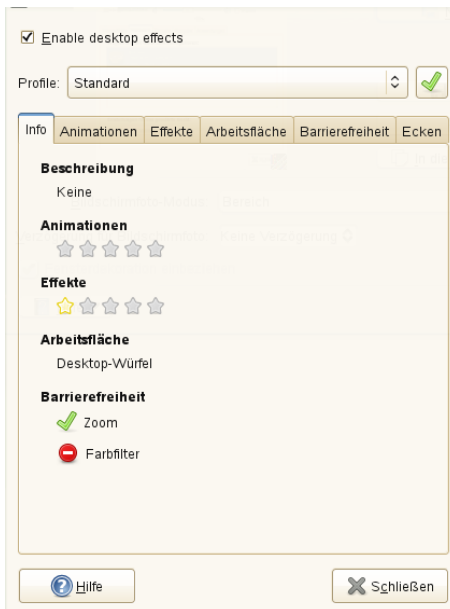 Enable desktop effects
Profile: Standard
Info Animationen Effekte Arbeitsfläche Barrierefreiheit Ecken
Beschreibung
Keine
Animationen
Effekte
Arbeitsfläche
Desktop-Würfel
Barrierefreiheit
Zoom
Farbfilter
Hilfe Schließen